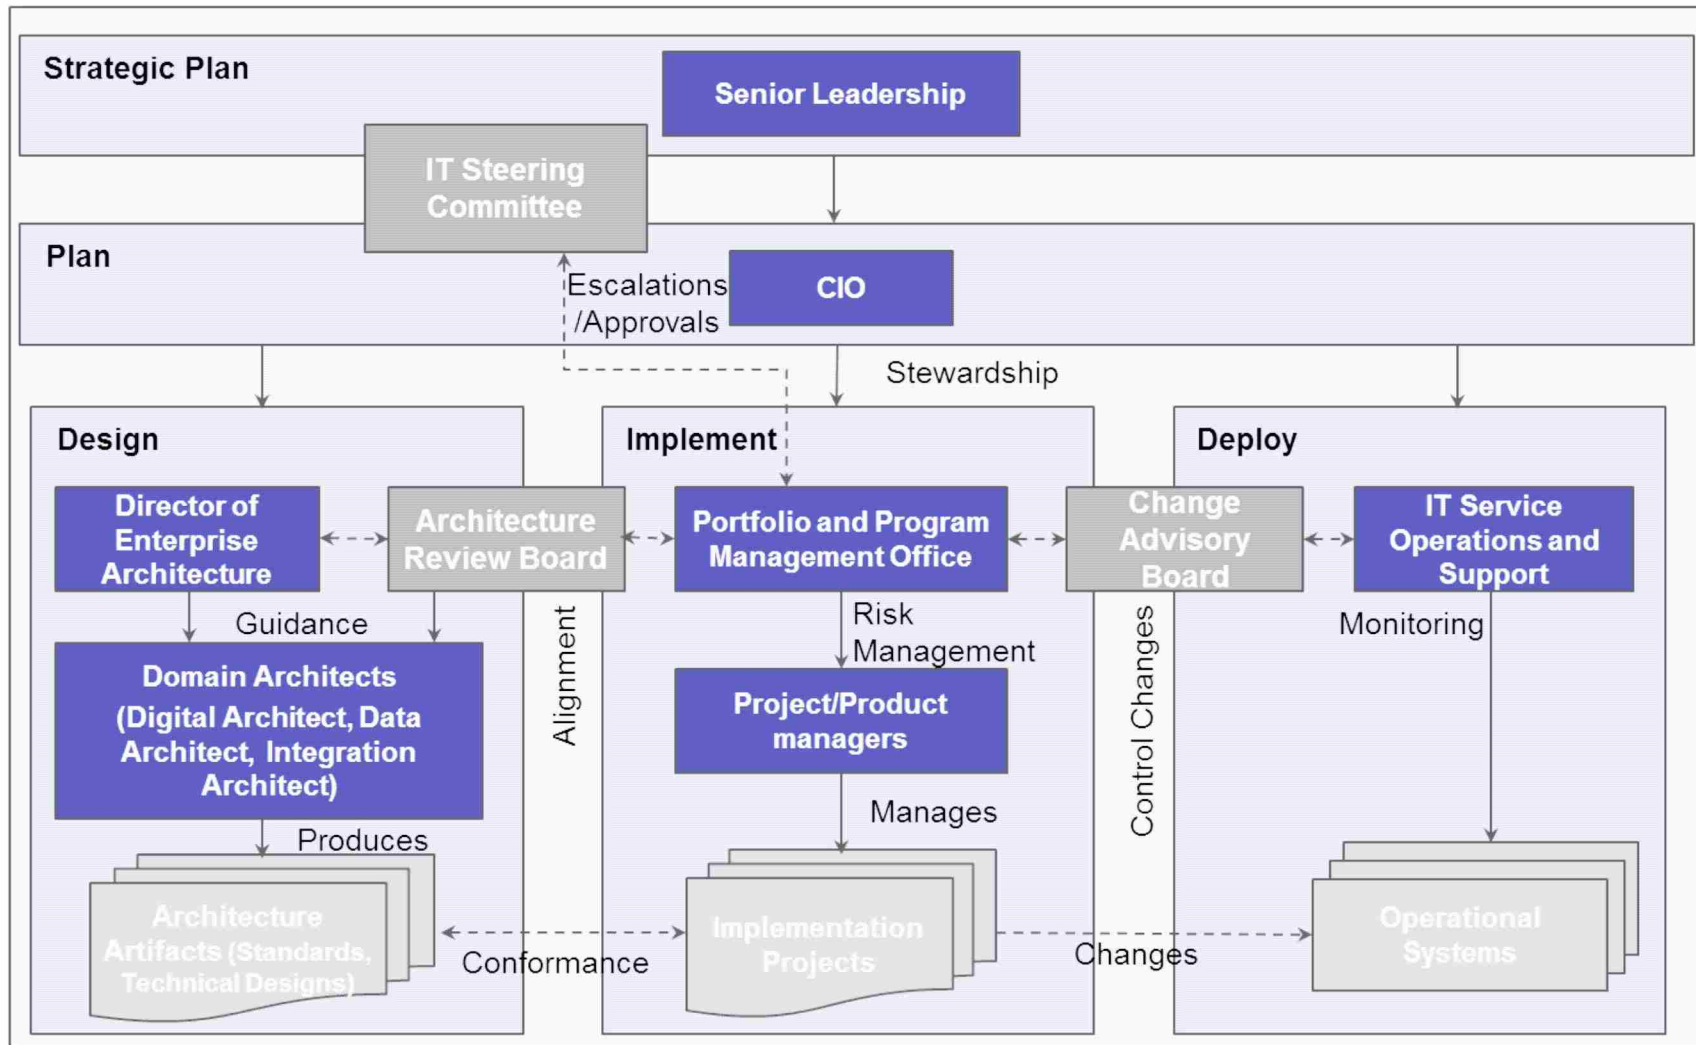 Strategic Plan
Senior Leadership
IT Steering
Committee
Plan
CIO
Escalations
/Approvals
Stewardship
Design
Implement
Deploy
Director of
Enterprise
Architecture
Architecture
Review Board
Portfolio and Program
Management Office
Change
Advisory
Board
IT Service
Operations and
Support
Guidance
Alignment
Risk
Management
Control Changes
Monitoring
Domain Architects
(Digital Architect, Data
Architect, Integration
Architect)
Project/Product
managers
Produces
Manages
Architecture
Artifacts (Standards,
Technical Designs)
Conformance
Implementation
Projects
Changes
Operational
Systems